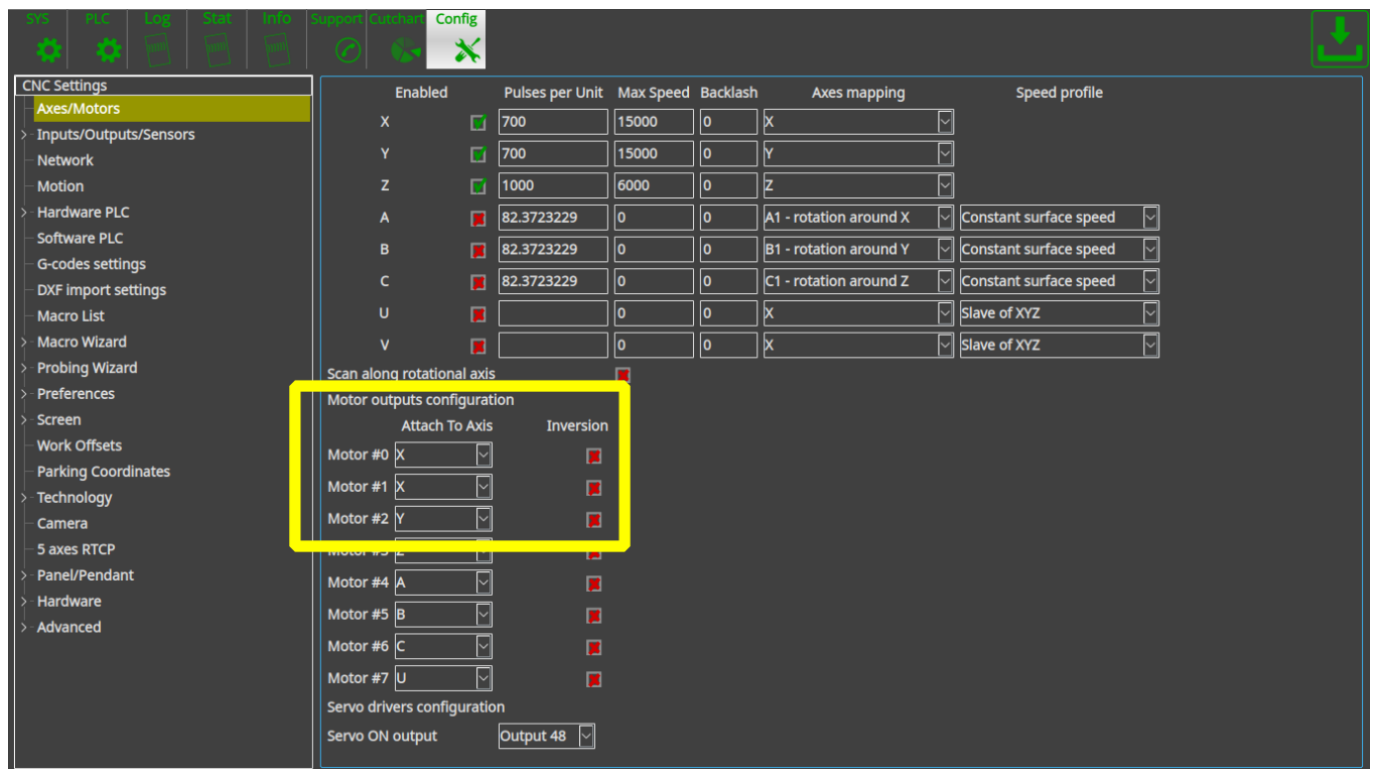 SYS PLC Log Stat Info Support Cutchart Config
CNC Settings
Axes/Motors
Inputs/Outputs/Sensors
Network
Motion
Hardware PLC
Software PLC
G-codes settings
DXF import settings
Macro List
Macro Wizard
Probing Wizard
Preferences
Screen
Work Offsets
Parking Coordinates
Technology
Camera
5 axes RTCP
Panel/Pendant
Hardware
Advanced
Enabled Pulses per Unit Max Speed Backlash Axes mapping Speed profile
X 700 15000 0 X
Y 700 15000 0 Y
Z 1000 6000 0 Z
A 82.3723229 0 0 A1 - rotation around X Constant surface speed
B 82.3723229 0 0 B1 - rotation around Y Constant surface speed
C 82.3723229 0 0 C1 - rotation around Z Constant surface speed
U 0 0 X Slave of XYZ
V 0 0 X Slave of XYZ
Scan along rotational axis
Motor outputs configuration
Attach To Axis Inversion
Motor #0 X
Motor #1 X
Motor #2 Y
Motor #3 Z
Motor #4 A
Motor #5 B
Motor #6 C
Motor #7 U
Servo drivers configuration
Servo ON output Output 48